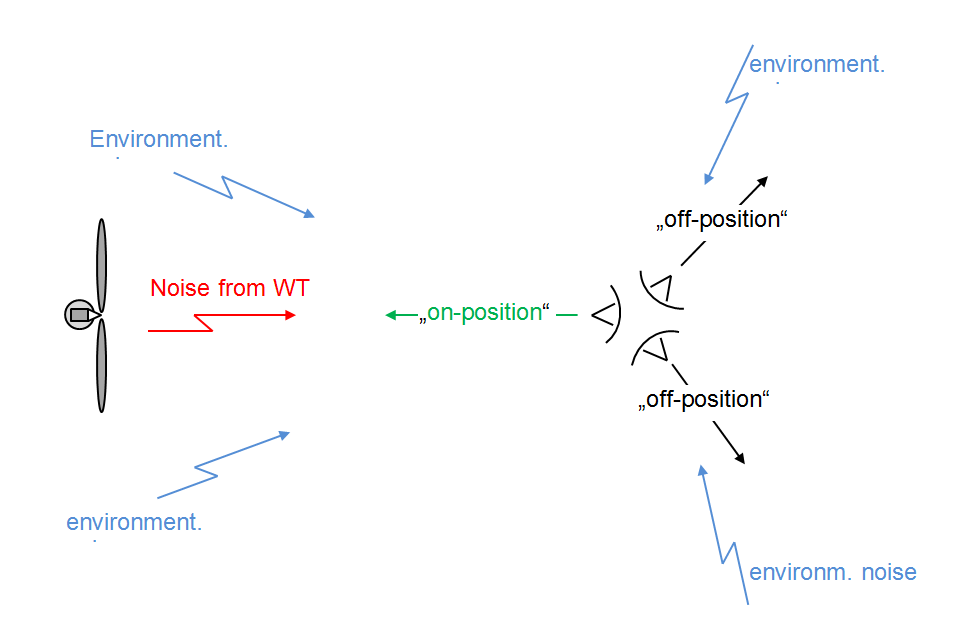 environment.
Environment.
„off-position“
Noise from WT
„on-position“
„off-position“
environment.
environm. noise